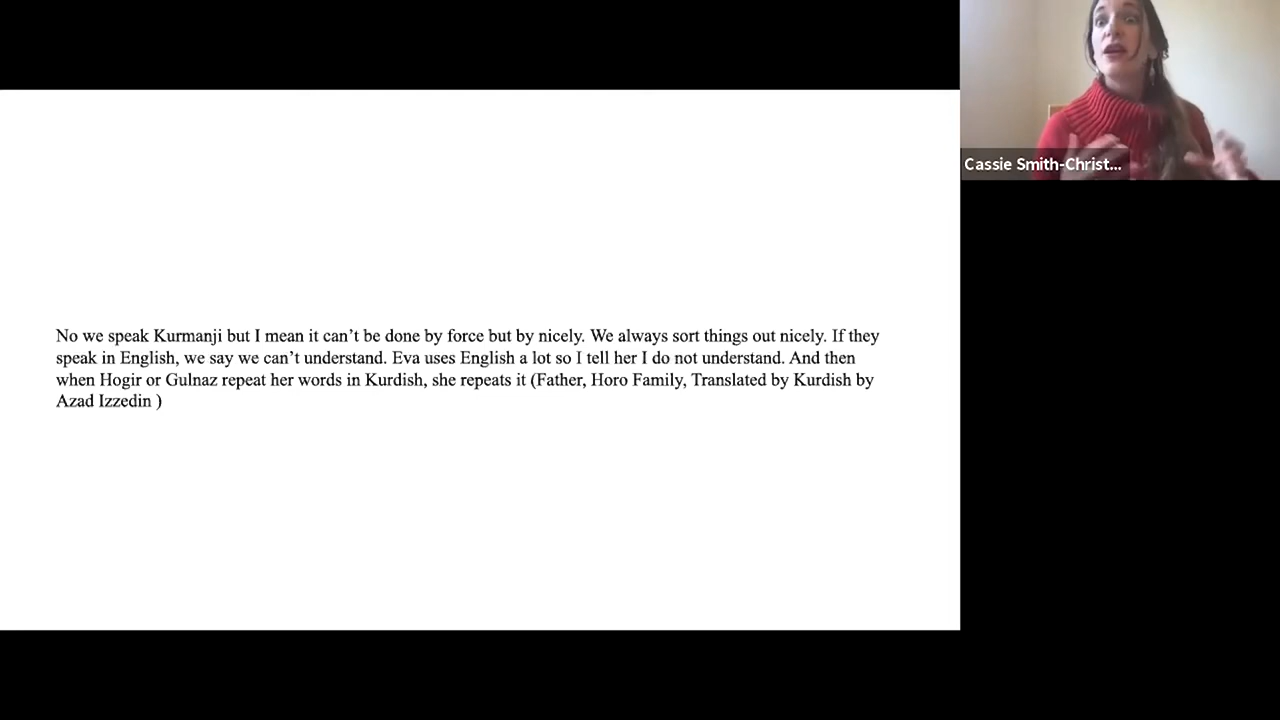 No we speak Kurmanji but I mean it can’t be done by force but by nicely. We always sort things out nicely. If they
speak in English, we say we can’t understand. Eva uses English a lot so I tell her I do not understand. And then
when Hogir or Gulnaz repeat her words in Kurdish, she repeats it (Father, Horo Family, Translated by Kurdish by
Azad Izzedin )
Cassie Smith-Christ...